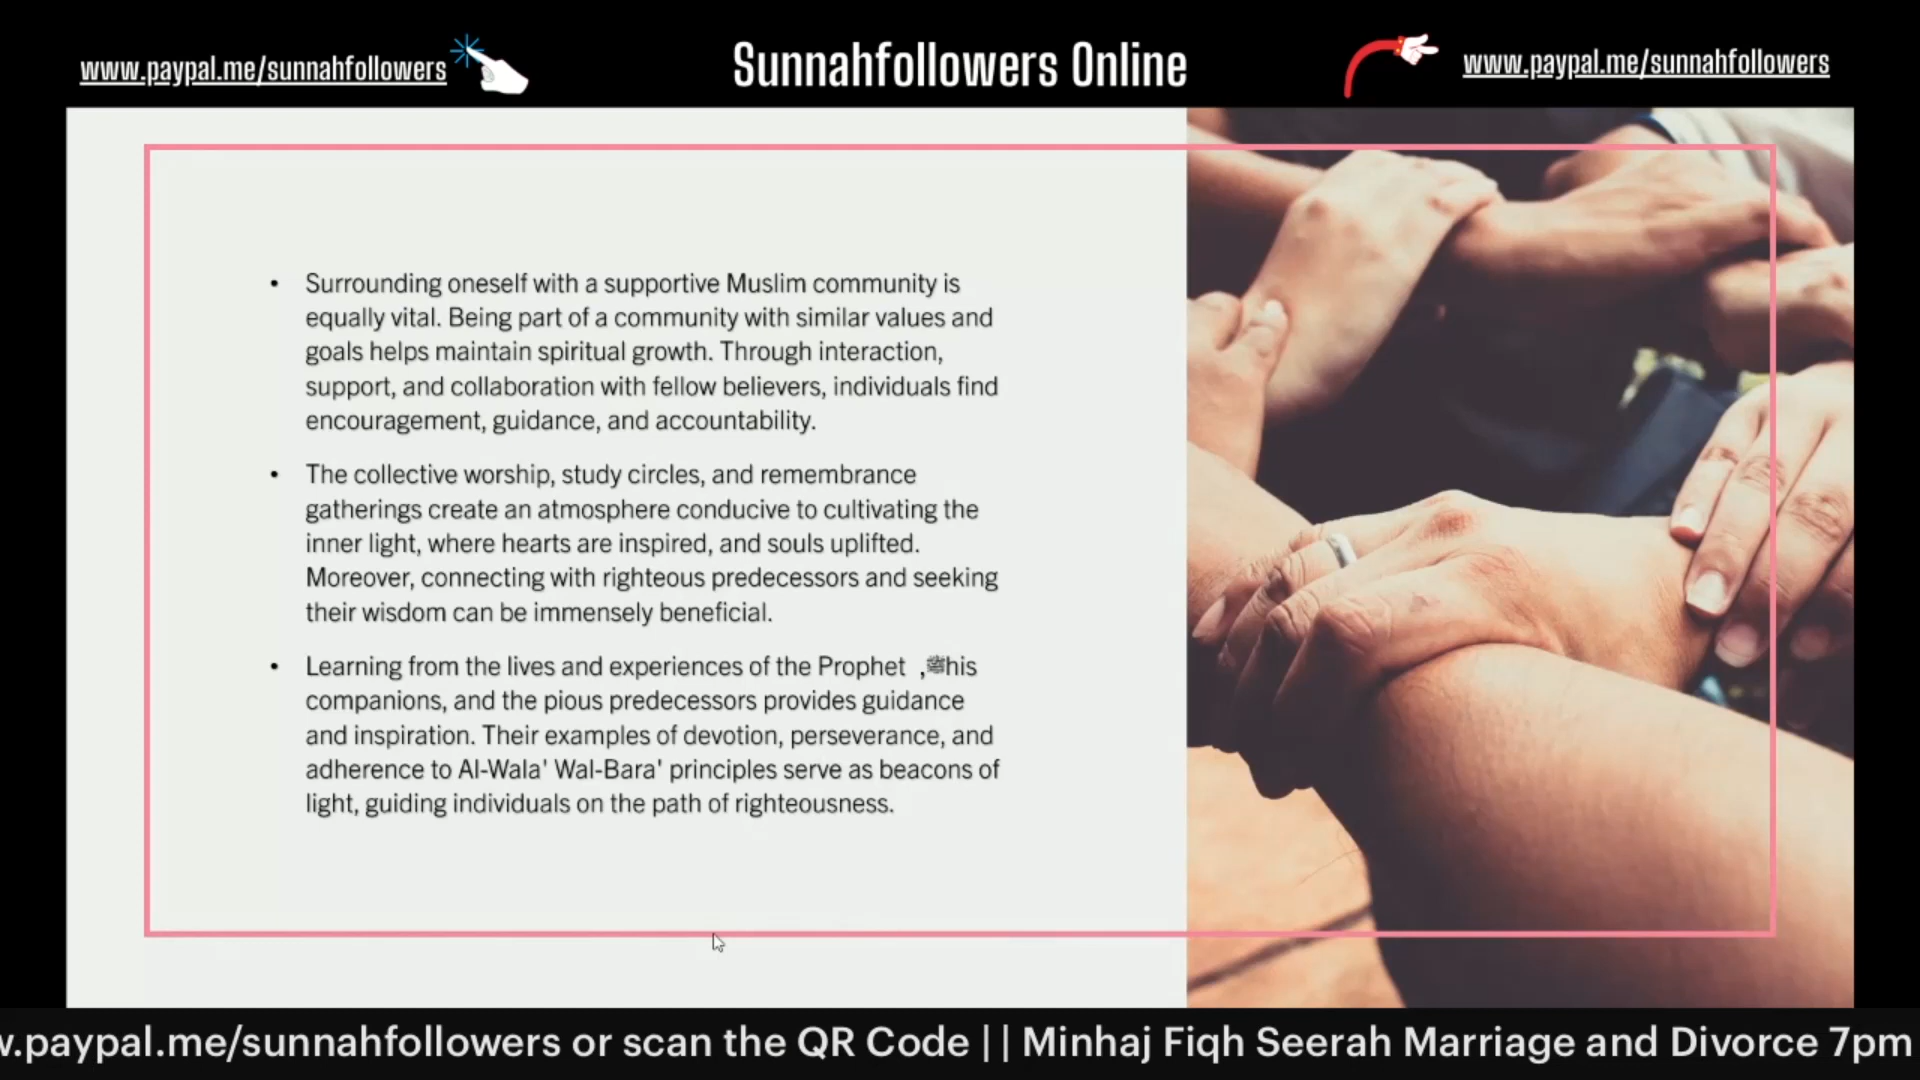 www.paypal.me/sunnahfollowers
Sunnahfollowers Online
www.paypal.me/sunnahfollowers
• Surrounding oneself with a supportive Muslim community is
equally vital. Being part of a community with similar values and
goals helps maintain spiritual growth. Through interaction,
support, and collaboration with fellow believers, individuals find
encouragement, guidance, and accountability.
• The collective worship, study circles, and remembrance
gatherings create an atmosphere conducive to cultivating the
inner light, where hearts are inspired, and souls uplifted.
Moreover, connecting with righteous predecessors and seeking
their wisdom can be immensely beneficial.
• Learning from the lives and experiences of the Prophet ,ﷺhis
companions, and the pious predecessors provides guidance
and inspiration. Their examples of devotion, perseverance, and
adherence to Al-Wala' Wal-Bara' principles serve as beacons of
light, guiding individuals on the path of righteousness.
w.paypal.me/sunnahfollowers or scan the QR Code || Minhaj Fiqh Seerah Marriage and Divorce 7pm